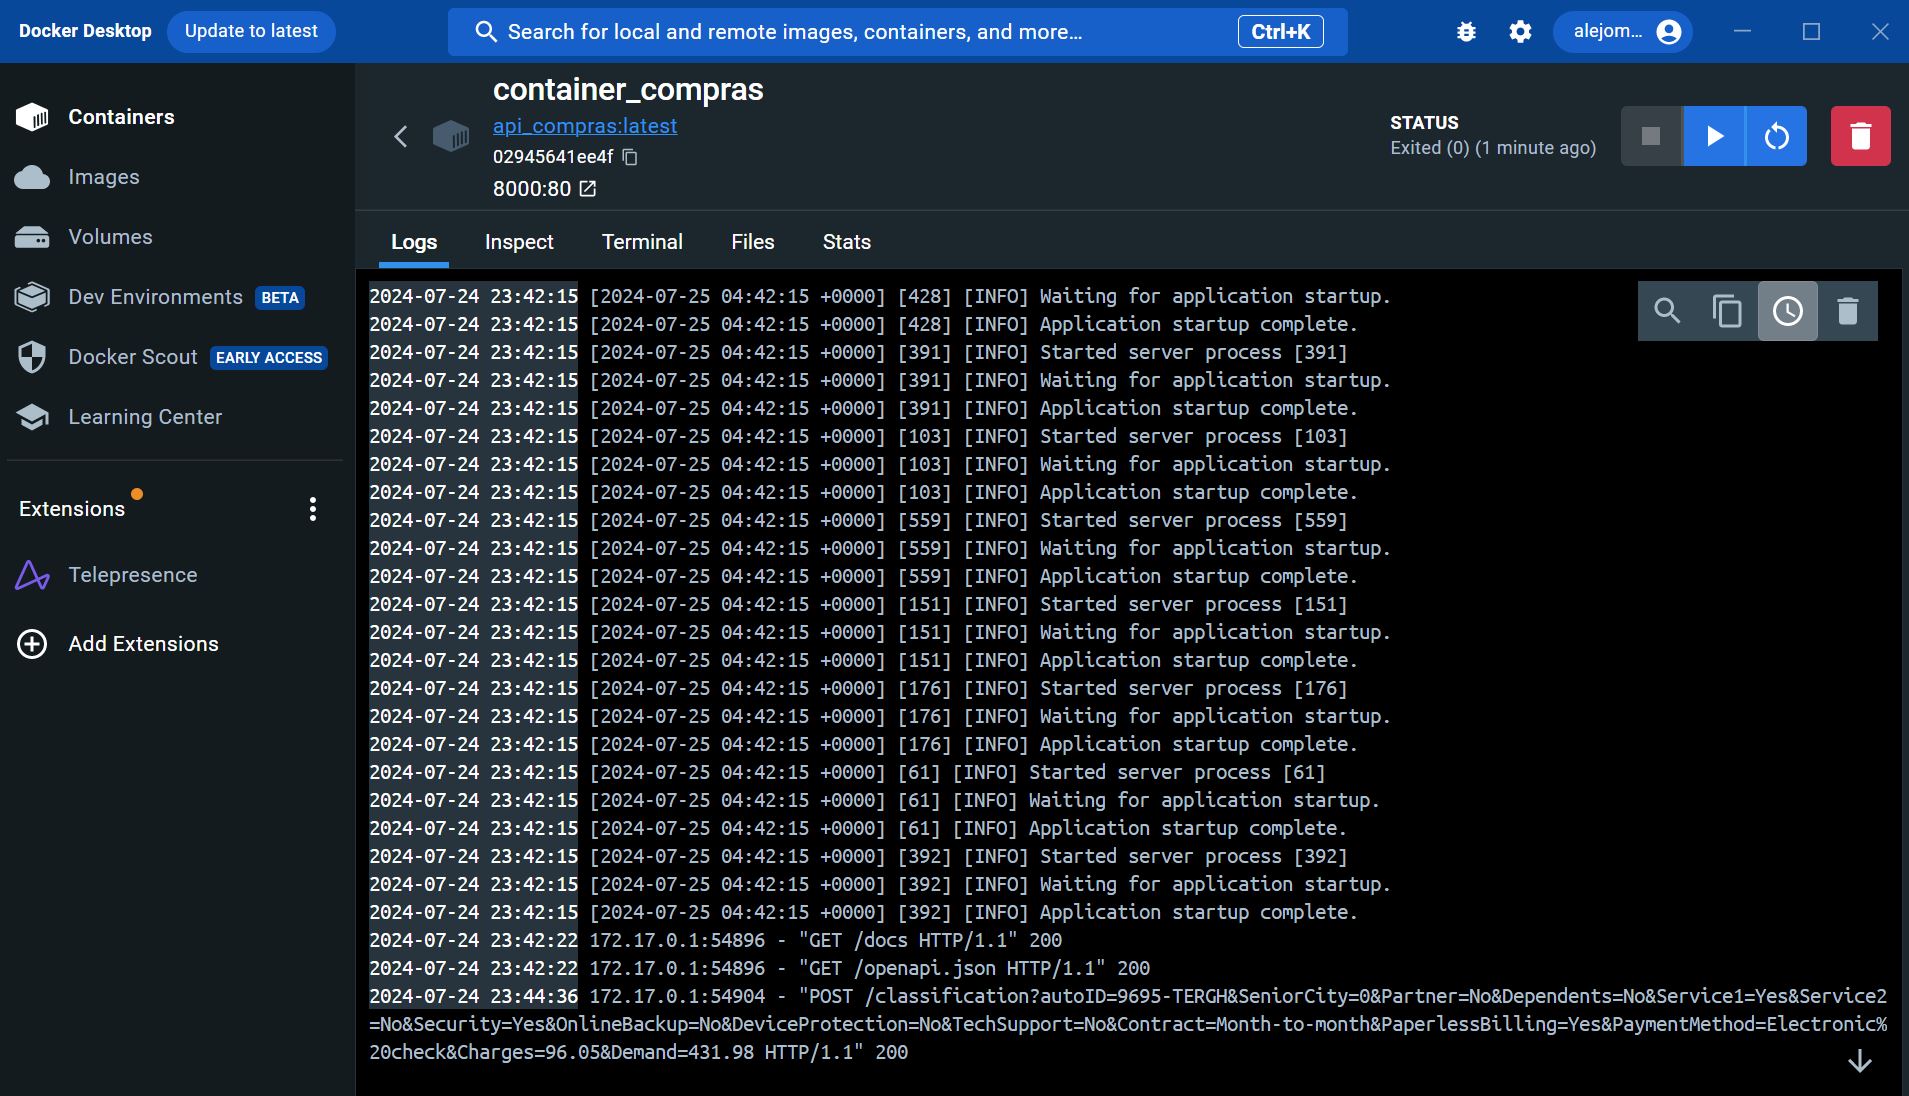 Docker Desktop
Update to latest
Search for local and remote images, containers, and more...
Ctrl+K
alejom...
Containers
Images
Volumes
Dev Environments BETA
Docker Scout EARLY ACCESS
Learning Center
Extensions
Telepresence
Add Extensions
container_compras
api_compras:latest
02945641ee4f
8000:80
STATUS
Exited (0) (1 minute ago)
Logs Inspect Terminal Files Stats
2024-07-24 23:42:15 [2024-07-25 04:42:15 +0000] [428] [INFO] Waiting for application startup.
2024-07-24 23:42:15 [2024-07-25 04:42:15 +0000] [428] [INFO] Application startup complete.
2024-07-24 23:42:15 [2024-07-25 04:42:15 +0000] [391] [INFO] Started server process [391]
2024-07-24 23:42:15 [2024-07-25 04:42:15 +0000] [391] [INFO] Waiting for application startup.
2024-07-24 23:42:15 [2024-07-25 04:42:15 +0000] [391] [INFO] Application startup complete.
2024-07-24 23:42:15 [2024-07-25 04:42:15 +0000] [103] [INFO] Started server process [103]
2024-07-24 23:42:15 [2024-07-25 04:42:15 +0000] [103] [INFO] Waiting for application startup.
2024-07-24 23:42:15 [2024-07-25 04:42:15 +0000] [103] [INFO] Application startup complete.
2024-07-24 23:42:15 [2024-07-25 04:42:15 +0000] [559] [INFO] Started server process [559]
2024-07-24 23:42:15 [2024-07-25 04:42:15 +0000] [559] [INFO] Waiting for application startup.
2024-07-24 23:42:15 [2024-07-25 04:42:15 +0000] [559] [INFO] Application startup complete.
2024-07-24 23:42:15 [2024-07-25 04:42:15 +0000] [151] [INFO] Started server process [151]
2024-07-24 23:42:15 [2024-07-25 04:42:15 +0000] [151] [INFO] Waiting for application startup.
2024-07-24 23:42:15 [2024-07-25 04:42:15 +0000] [151] [INFO] Application startup complete.
2024-07-24 23:42:15 [2024-07-25 04:42:15 +0000] [176] [INFO] Started server process [176]
2024-07-24 23:42:15 [2024-07-25 04:42:15 +0000] [176] [INFO] Waiting for application startup.
2024-07-24 23:42:15 [2024-07-25 04:42:15 +0000] [176] [INFO] Application startup complete.
2024-07-24 23:42:15 [2024-07-25 04:42:15 +0000] [61] [INFO] Started server process [61]
2024-07-24 23:42:15 [2024-07-25 04:42:15 +0000] [61] [INFO] Waiting for application startup.
2024-07-24 23:42:15 [2024-07-25 04:42:15 +0000] [61] [INFO] Application startup complete.
2024-07-24 23:42:15 [2024-07-25 04:42:15 +0000] [392] [INFO] Started server process [392]
2024-07-24 23:42:15 [2024-07-25 04:42:15 +0000] [392] [INFO] Waiting for application startup.
2024-07-24 23:42:15 [2024-07-25 04:42:15 +0000] [392] [INFO] Application startup complete.
2024-07-24 23:42:22 172.17.0.1:54896 - "GET /docs HTTP/1.1" 200
2024-07-24 23:42:22 172.17.0.1:54896 - "GET /openapi.json HTTP/1.1" 200
2024-07-24 23:44:36 172.17.0.1:54904 - "POST /classification?autoID=9695-TERGH&SeniorCity=0&Partner=No&Dependents=No&Service1=Yes&Service2
=No&Security=Yes&OnlineBackup=No&DeviceProtection=No&TechSupport=No&Contract=Month-to-month&PaperlessBilling=Yes&PaymentMethod=Electronic%
20check&Charges=96.05&Demand=431.98 HTTP/1.1" 200